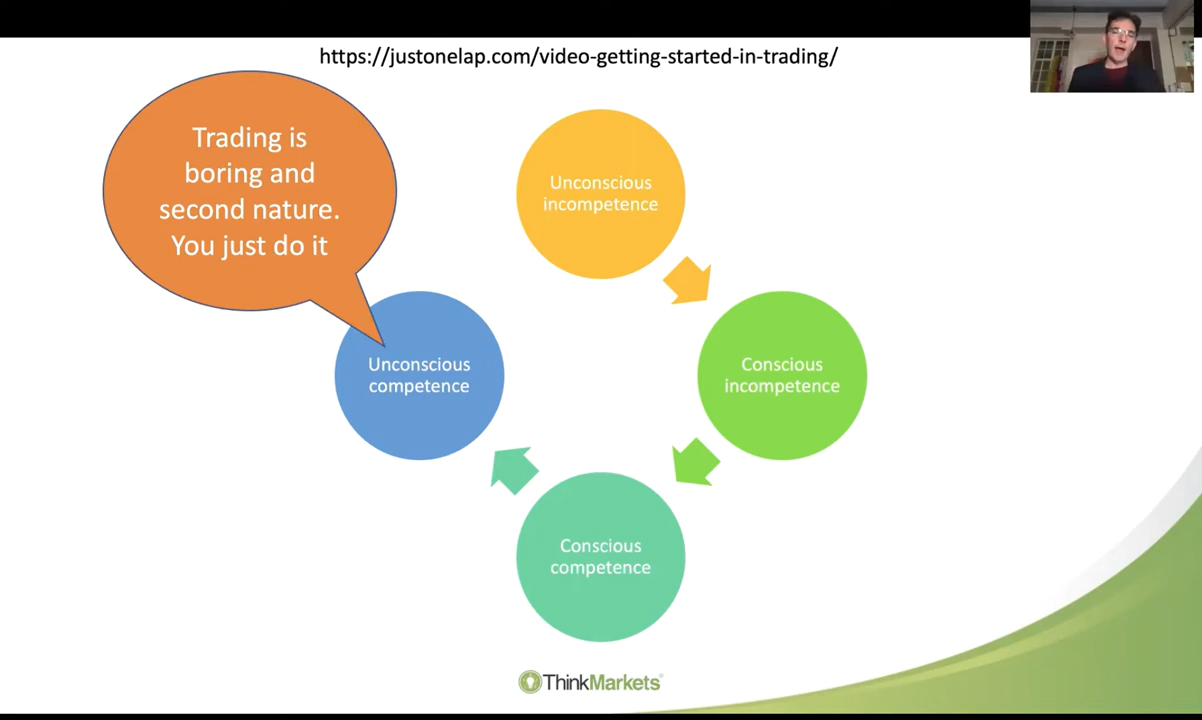 https://justonelap.com/video-getting-started-in-trading/
Trading is
boring and
second nature.
You just do it
Unconscious
incompetence
Conscious
incompetence
Conscious
competence
Unconscious
competence
ThinkMarkets